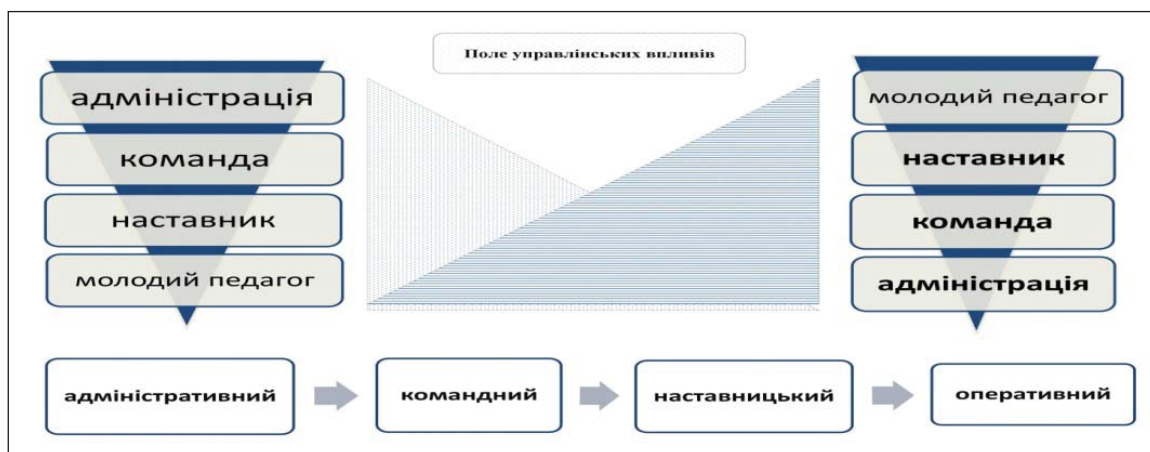 Поле управлінських впливів
адміністрація
команда
наставник
молодий педагог
молодий педагог
наставник
команда
адміністрація
адміністративний
командний
наставницький
оперативний